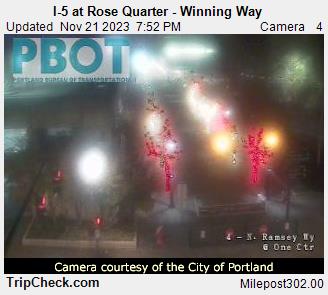 I-5 at Rose Quarter - Winning Way
Updated Nov 21 2023 7:52 PM Camera 4
PBOT
PORTLAND BUREAU OF TRANSPORTATION
4 - N. Ramsey Wy
@ One Ctr
Camera courtesy of the City of Portland
TripCheck.com Milepost302.00